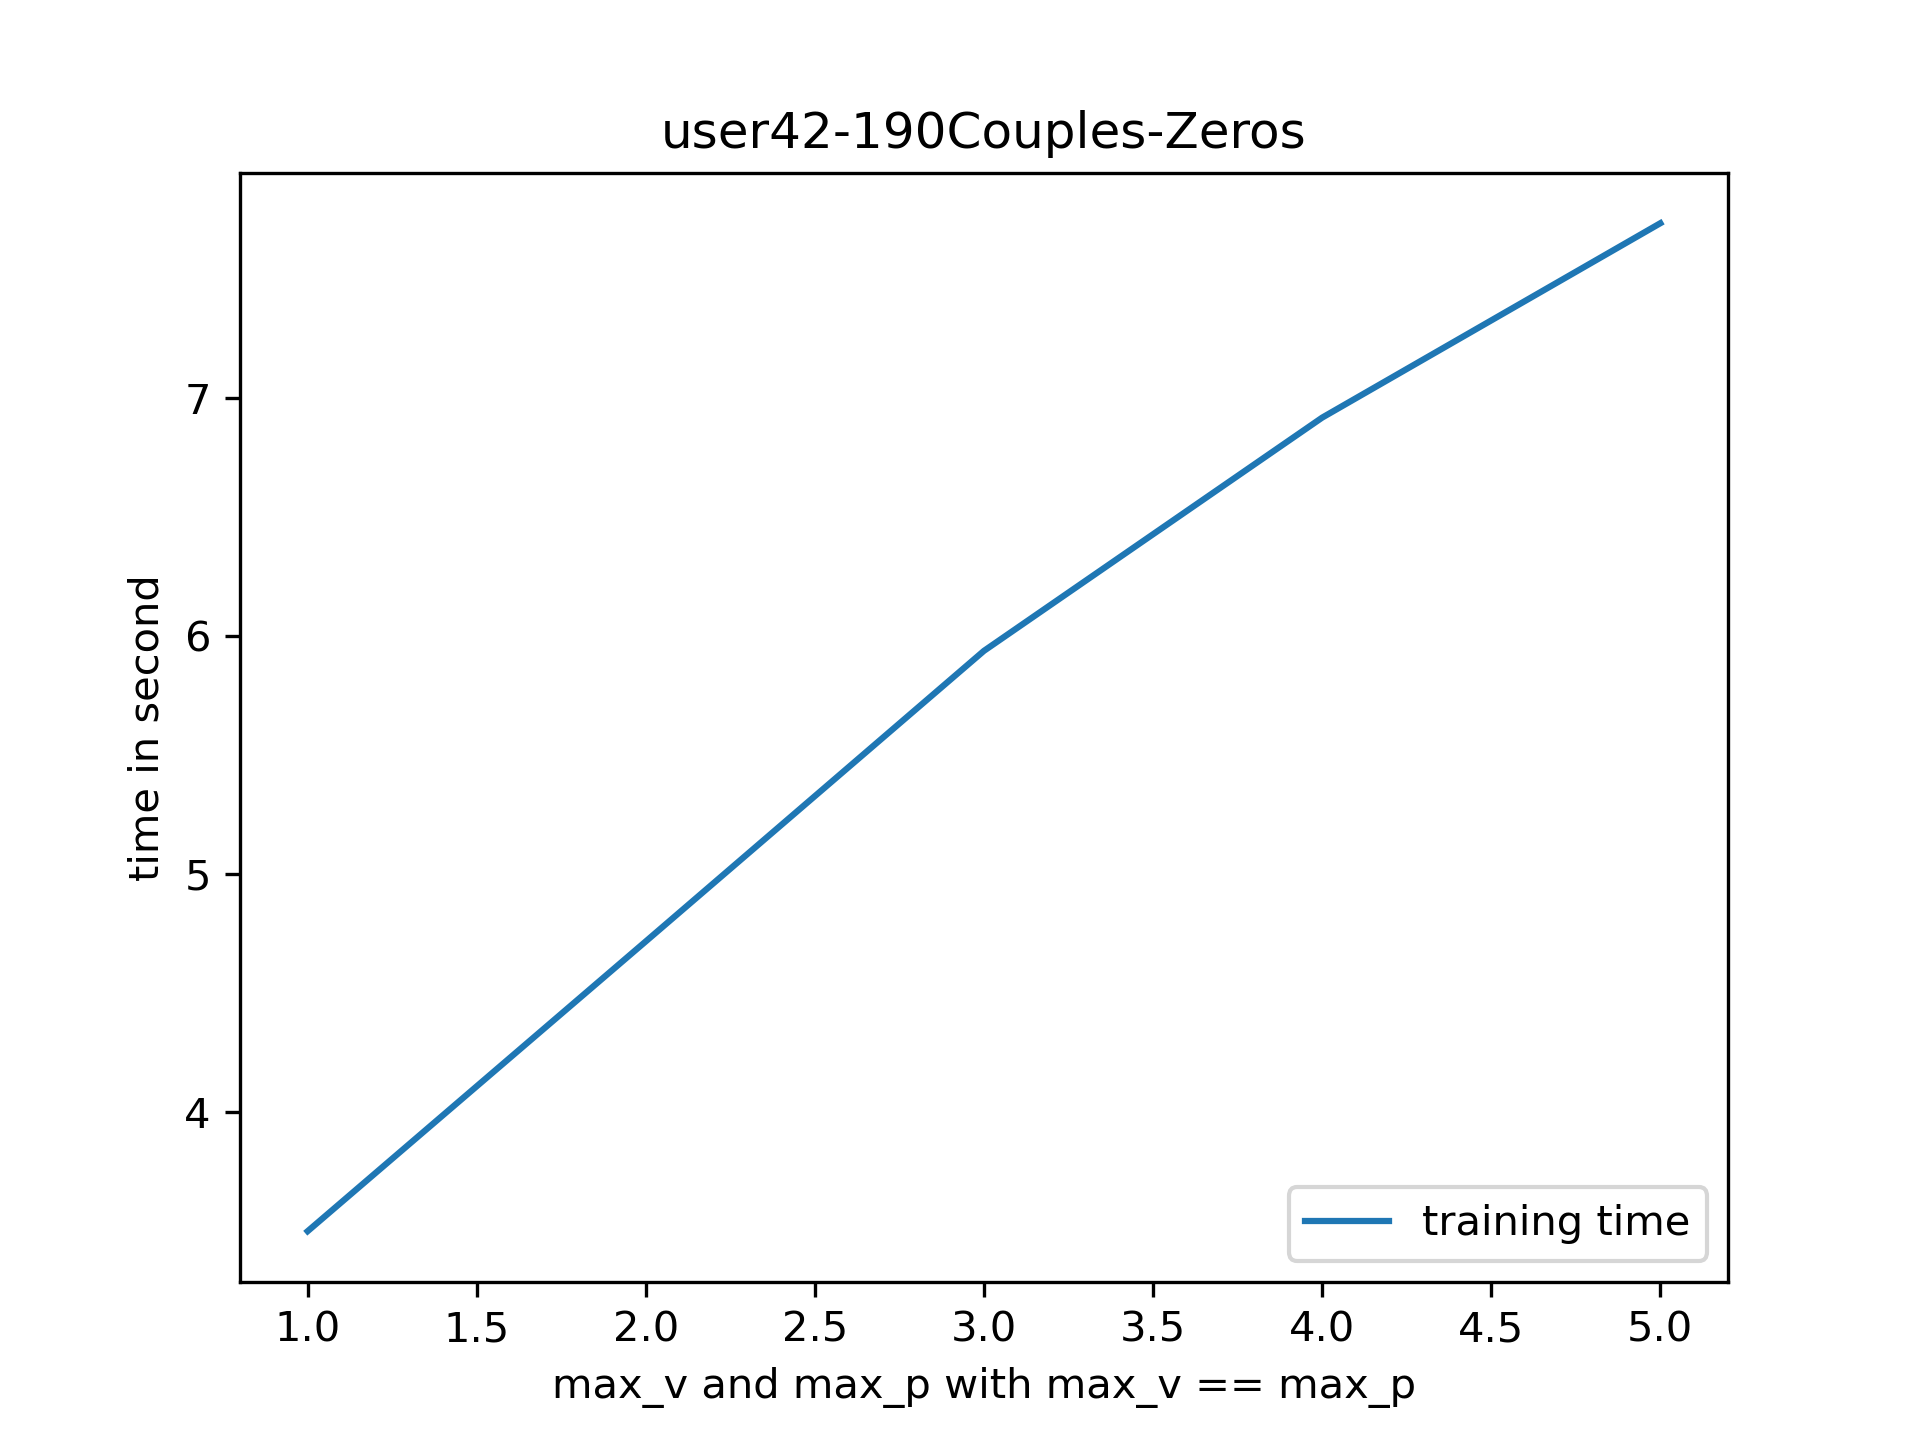 user42-190Couples-Zeros
time in second
7
6
5
4
training time
1.0 1.5 2.0 2.5 3.0 3.5 4.0 4.5 5.0
max_v and max_p with max_v == max_p